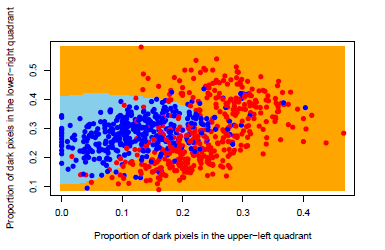 Proportion of dark pixels in the lower−right quadrant
0.5
0.4
0.3
0.2
0.1
0.0 0.1 0.2 0.3 0.4
Proportion of dark pixels in the upper−left quadrant